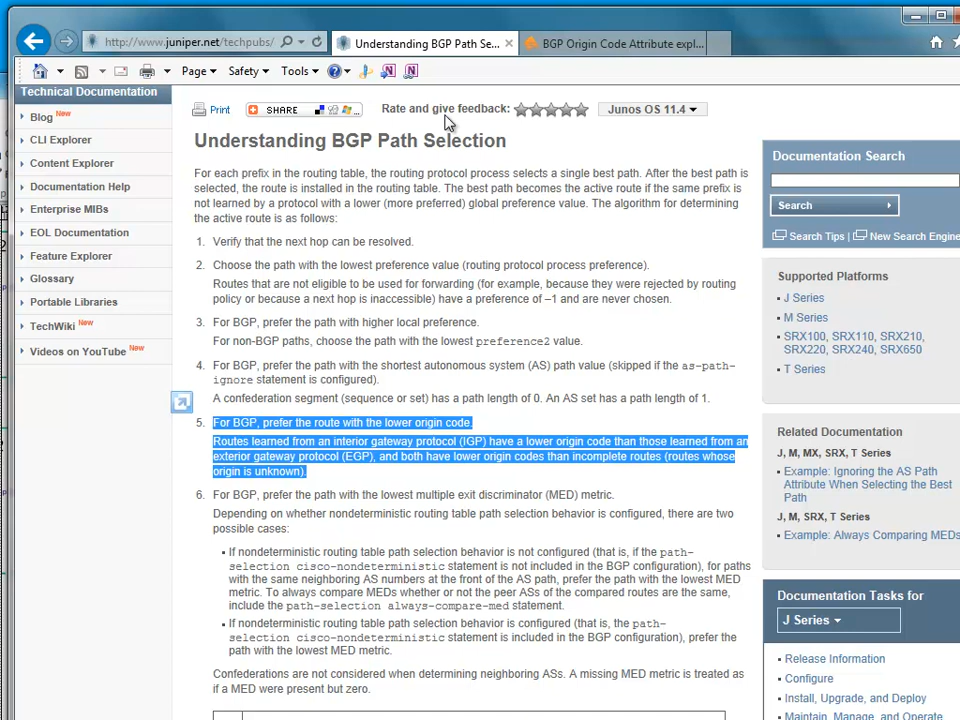 http://www.juniper.net/techpubs/
Understanding BGP Path Se...
BGP Origin Code Attribute expl...
Page
Safety
Tools
Technical Documentation
Blog New
CLI Explorer
Content Explorer
Documentation Help
Enterprise MIBs
EOL Documentation
Feature Explorer
Glossary
Portable Libraries
TechWiki New
Videos on YouTube New
Print
SHARE
Rate and give feedback:
Junos OS 11.4
Understanding BGP Path Selection
For each prefix in the routing table, the routing protocol process selects a single best path. After the best path is
selected, the route is installed in the routing table. The best path becomes the active route if the same prefix is
not learned by a protocol with a lower (more preferred) global preference value. The algorithm for determining
the active route is as follows:
1. Verify that the next hop can be resolved.
2. Choose the path with the lowest preference value (routing protocol process preference).
Routes that are not eligible to be used for forwarding (for example, because they were rejected by routing
policy or because a next hop is inaccessible) have a preference of –1 and are never chosen.
3. For BGP, prefer the path with higher local preference.
For non-BGP paths, choose the path with the lowest preference2 value.
4. For BGP, prefer the path with the shortest autonomous system (AS) path value (skipped if the as-path-
ignore statement is configured).
A confederation segment (sequence or set) has a path length of 0. An AS set has a path length of 1.
5. For BGP, prefer the route with the lower origin code.
Routes learned from an interior gateway protocol (IGP) have a lower origin code than those learned from an
exterior gateway protocol (EGP), and both have lower origin codes than incomplete routes (routes whose
origin is unknown).
6. For BGP, prefer the path with the lowest multiple exit discriminator (MED) metric.
Depending on whether nondeterministic routing table path selection behavior is configured, there are two
possible cases:
If nondeterministic routing table path selection behavior is not configured (that is, if the path-
selection cisco-nondeterministic statement is not included in the BGP configuration), for paths
with the same neighboring AS numbers at the front of the AS path, prefer the path with the lowest MED
metric. To always compare MEDs whether or not the peer ASs of the compared routes are the same,
include the path-selection always-compare-med statement.
If nondeterministic routing table path selection behavior is configured (that is, the path-
selection cisco-nondeterministic statement is included in the BGP configuration), prefer the
path with the lowest MED metric.
Confederations are not considered when determining neighboring ASs. A missing MED metric is treated as
if a MED were present but zero.
Documentation Search
Search
Search Tips | New Search Engine
Supported Platforms
J Series
M Series
SRX100, SRX110, SRX210,
SRX220, SRX240, SRX650
T Series
Related Documentation
J, M, MX, SRX, T Series
Example: Ignoring the AS Path
Attribute When Selecting the Best
Path
J, M, SRX, T Series
Example: Always Comparing MEDs
Documentation Tasks for
J Series
Release Information
Configure
Install, Upgrade, and Deploy
Monitor, Manage, and Operate